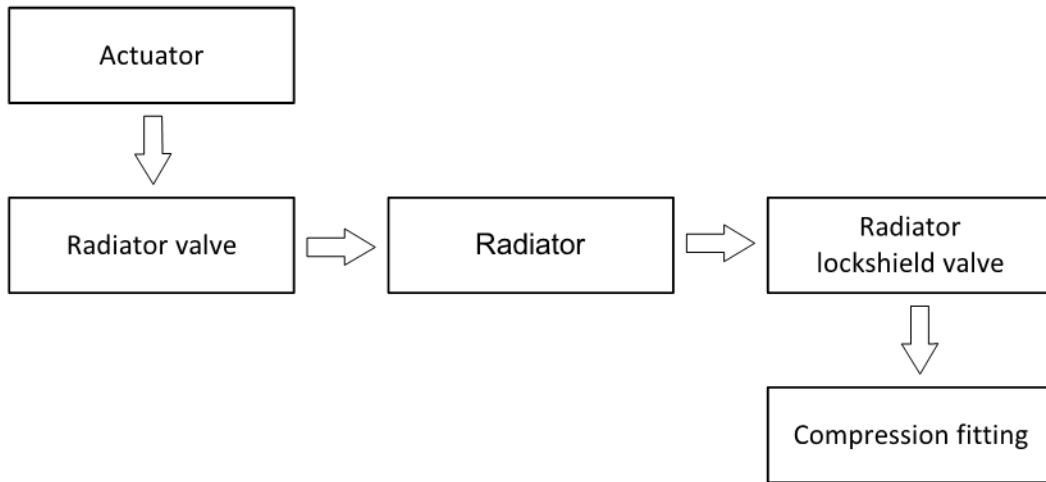 Actuator
Radiator valve
Radiator
Radiator
lockshield valve
Compression fitting